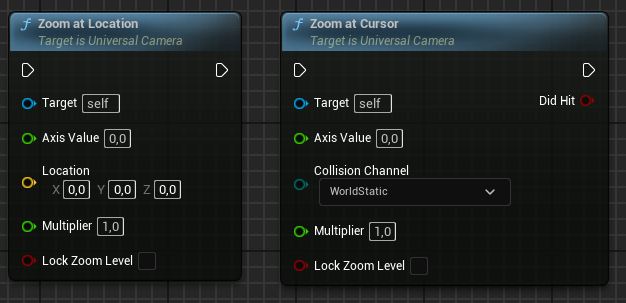 Zoom at Location
Target is Universal Camera
Target self
Axis Value 0,0
Location
X 0,0 Y 0,0 Z 0,0
Multiplier 1,0
Lock Zoom Level
Zoom at Cursor
Target is Universal Camera
Target self
Did Hit
Axis Value 0,0
Collision Channel
WorldStatic
Multiplier 1,0
Lock Zoom Level